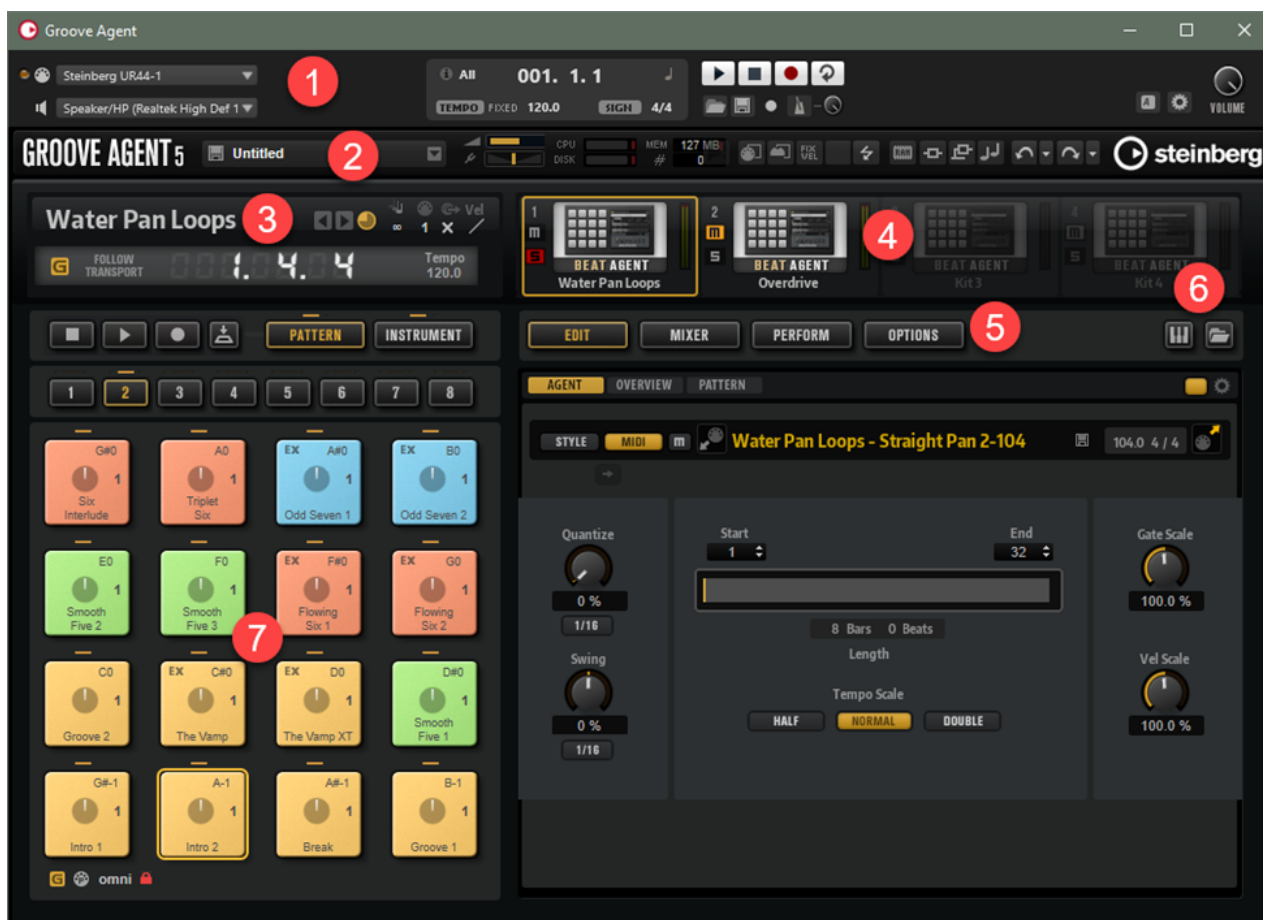 Groove Agent
Steinberg UR44-1
All 001. 1. 1
1
Speaker/HP (Realtek High Def 1
TEMPO FIXED 120.0 SIGN 4/4
A
VOLUME
GROOVE AGENT 5
Untitled
2
CPU
DISK
MEM 127 MB
# 0
FIX VEL
RAM
steinberg
Water Pan Loops
3
Vel
∞ 1 X
G FOLLOW TRANSPORT
1. 4. 4
Tempo
120.0
1
m
S
BEAT AGENT
Water Pan Loops
2
m
S
BEAT AGENT
Overdrive
4
BEAT AGENT
Kit 3
4
m
S
BEAT AGENT
Kit 4
6
PATTERN INSTRUMENT
EDIT MIXER PERFORM OPTIONS
5
1 2 3 4 5 6 7 8
AGENT OVERVIEW PATTERN
STYLE MIDI m Water Pan Loops - Straight Pan 2-104 104.0 4 / 4
G#0 A0 EX A#0 EX B0
1 1 1 1
Six Interlude
Triplet Six
Odd Seven 1
Odd Seven 2
E0 F0 EX F#0 EX G0
1 1 1 1
Smooth Five 2
Smooth Five 3
Flowing Six 1
Flowing Six 2
7
C0 EX C#0 EX D0 D#0
1 1 1 1
Groove 2
The Vamp
The Vamp XT
Smooth Five 1
G#-1 A-1 A#-1 B-1
1 1 1 1
Intro 1
Intro 2
Break
Groove 1
G omni
Quantize
0 %
1/16
Swing
0 %
1/16
Start
1
End
32
8 Bars 0 Beats
Length
Tempo Scale
HALF NORMAL DOUBLE
Gate Scale
100.0 %
Vel Scale
100.0 %